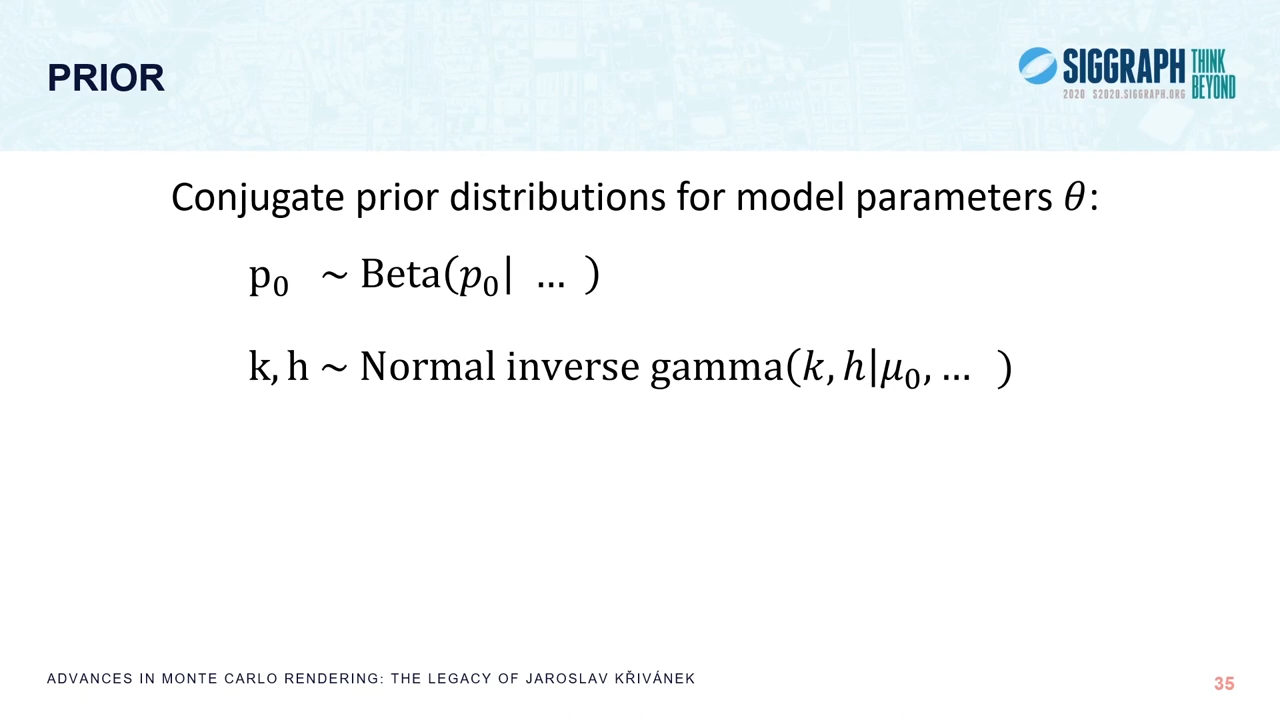 PRIOR
SIGGRAPH THINK BEYOND
2020 S2020.SIGGRAPH.ORG
Conjugate prior distributions for model parameters 𝜃:
p₀ ~ Beta(𝑝₀| … )
k, h ~ Normal inverse gamma(𝑘, ℎ|𝜇₀, … )
ADVANCES IN MONTE CARLO RENDERING: THE LEGACY OF JAROSLAV KŘIVÁNEK
35